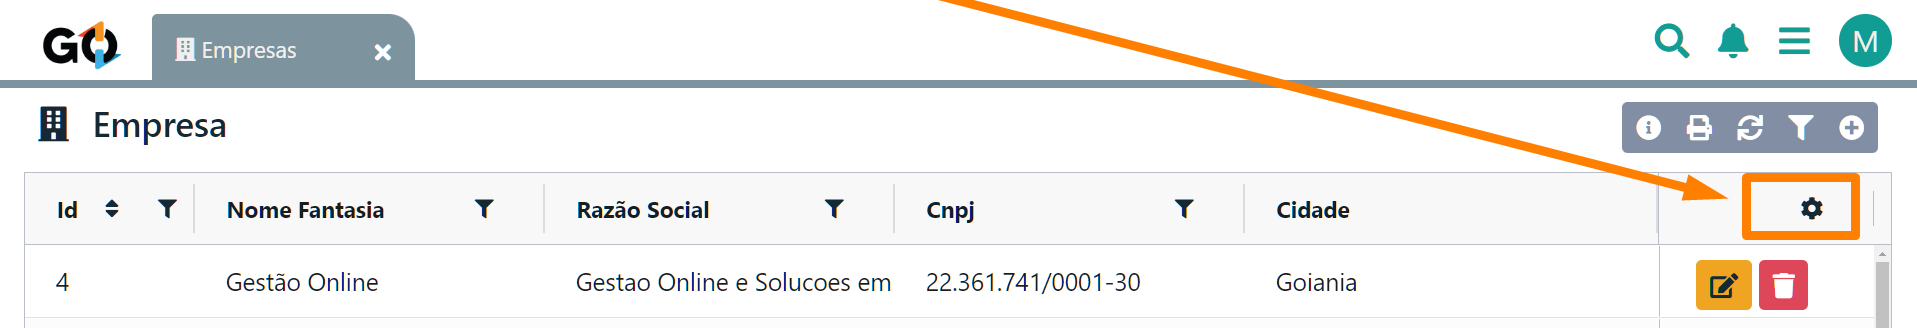 GO
Empresas
M
Empresa
Id Nome Fantasia Razão Social Cnpj Cidade
4 Gestão Online Gestao Online e Solucoes em 22.361.741/0001-30 Goiania